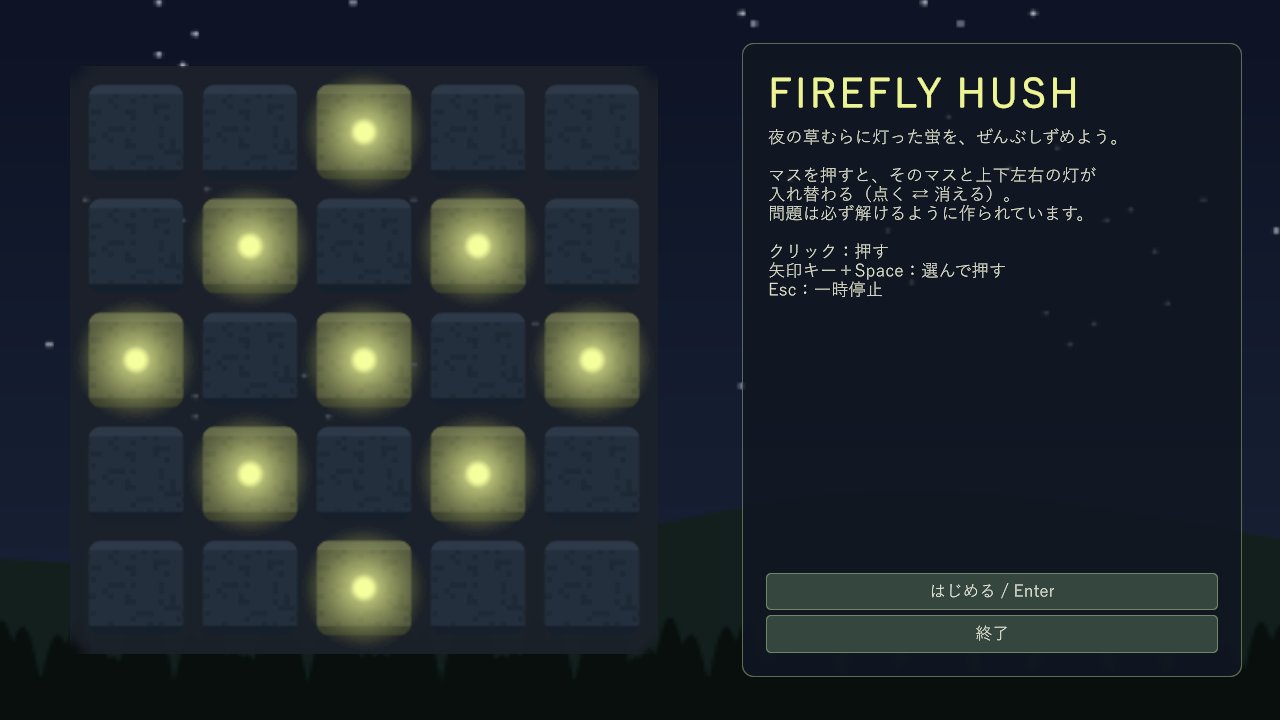 FIREFLY HUSH
夜の草むらに灯った蛍を、ぜんぶしずめよう。
マスを押すと、そのマスと上下左右の灯が
入れ替わる（点く ⇄ 消える）。
問題は必ず解けるように作られています。
クリック：押す
矢印キー＋Space：選んで押す
Esc：一時停止
はじめる / Enter
終了